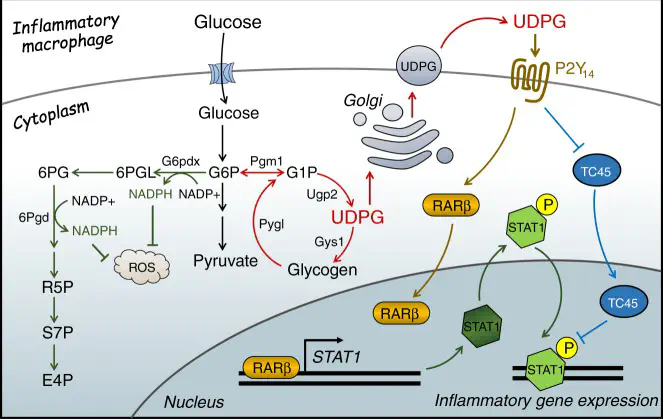 Inflammatory
macrophage
Glucose
UDPG
UDPG
P2Y14
Golgi
Cytoplasm
Glucose
6PG
6PGL
G6pdx
G6P
Pgm1
G1P
TC45
NADP+
NADPH
NADP+
Ugp2
6Pgd
NADPH
Pygl
UDPG
RARβ
P
STAT1
Gys1
ROS
Pyruvate
Glycogen
R5P
TC45
RARβ
S7P
STAT1
STAT1
P
RARβ
STAT1
E4P
Nucleus
Inflammatory gene expression